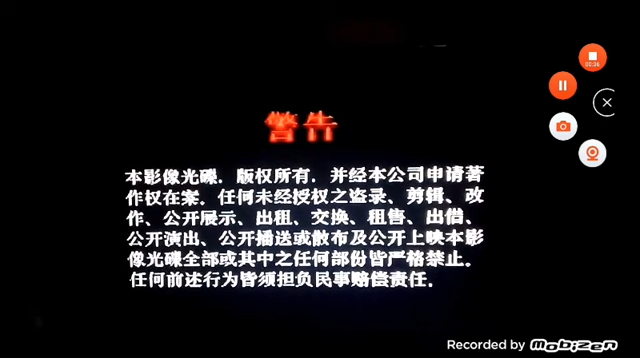 00:36
警告
本影像光碟，版权所有，并经本公司申请著
作权在案。任何未经授权之盗录、剪辑、改
作、公开展示、出租、交换、租售、出借、
公开演出、公开播送或散布及公开上映本影
像光碟全部或其中之任何部份皆严格禁止。
任何前述行为皆须担负民事赔偿责任。
Recorded by Mobizen